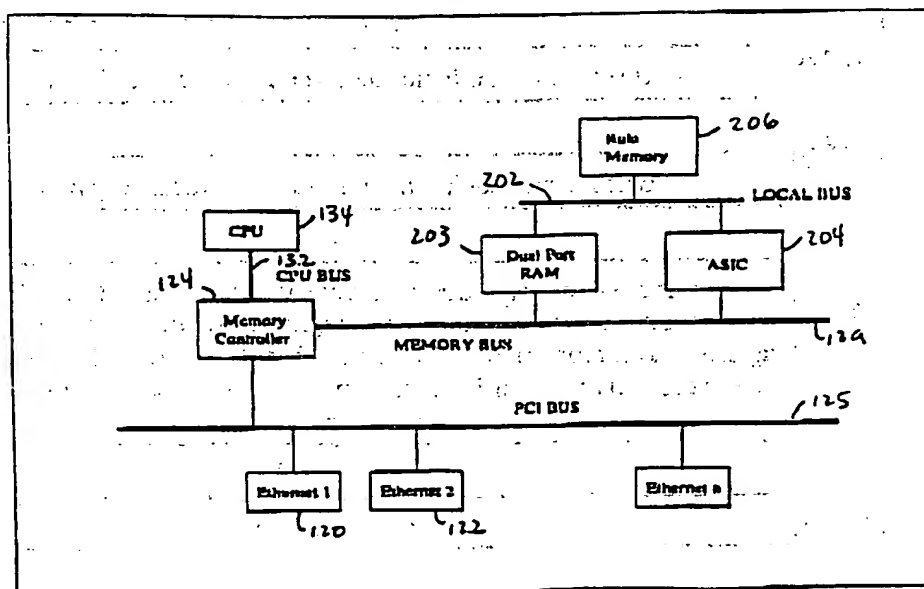 206
Rule
Memory
202
LOCAL BUS
134
CPU
203
204
132
CPU BUS
Dual Port
RAM
ASIC
124
Memory
Controller
MEMORY BUS
129
PCI BUS
125
Ethernet 1
Ethernet 2
Ethernet n
120
122